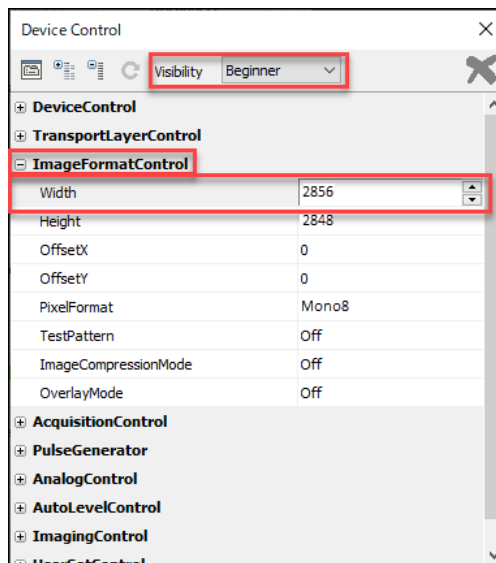 Device Control
Visibility Beginner
DeviceControl
TransportLayerControl
ImageFormatControl
Width 2856
Height 2848
OffsetX 0
OffsetY 0
PixelFormat Mono8
TestPattern Off
ImageCompressionMode Off
OverlayMode Off
AcquisitionControl
PulseGenerator
AnalogControl
AutoLevelControl
ImagingControl
UserSetControl